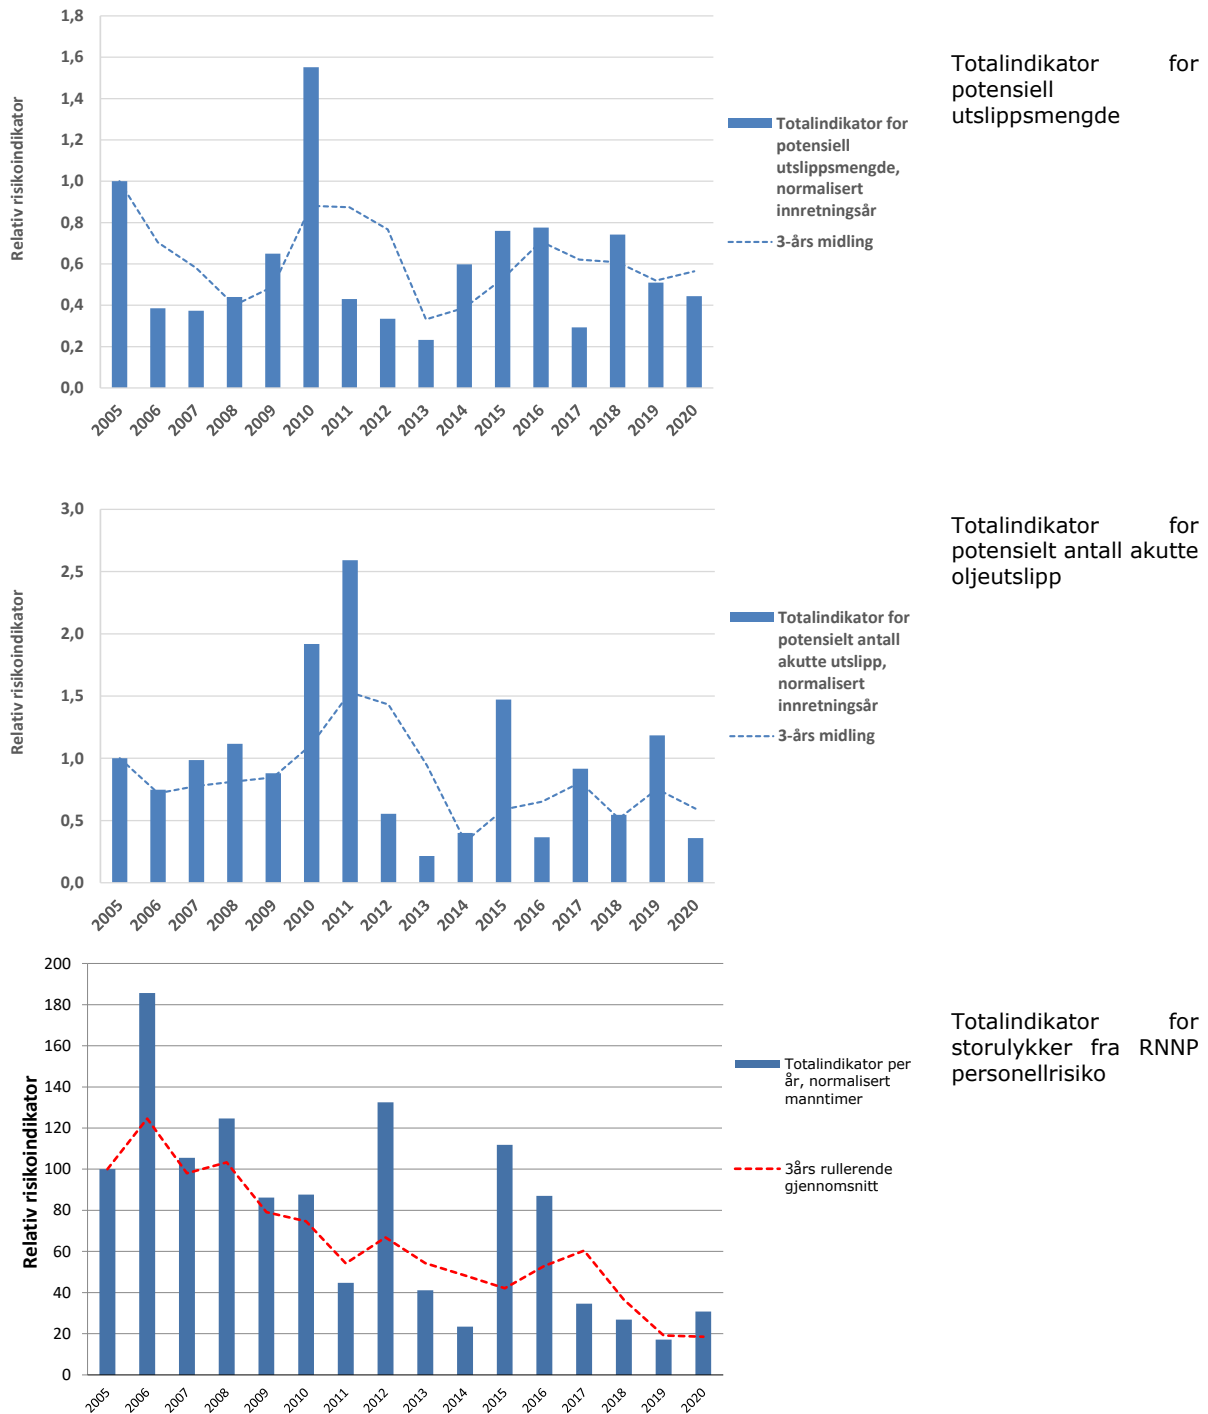 1,8
1,6
1,4
1,2
1,0
0,8
0,6
0,4
0,2
0,0
Relativ risikoindikator
2005
2006
2007
2008
2009
2010
2011
2012
2013
2014
2015
2016
2017
2018
2019
2020
Totalindikator for
potensiell
utslippsmengde,
normalisert
innretningsår
3-års midling
Totalindikator for
potensiell
utslippsmengde
3,0
2,5
2,0
1,5
1,0
0,5
0,0
Relativ risikoindikator
2005
2006
2007
2008
2009
2010
2011
2012
2013
2014
2015
2016
2017
2018
2019
2020
Totalindikator for
potensielt antall
akutte utslipp,
normalisert
innretningsår
3-års midling
Totalindikator for
potensielt antall akutte
oljeutslipp
200
180
160
140
120
100
80
60
40
20
0
Relativ risikoindikator
2005
2006
2007
2008
2009
2010
2011
2012
2013
2014
2015
2016
2017
2018
2019
2020
Totalindikator per
år, normalisert
manntimer
3års rullerende
gjennomsnitt
Totalindikator for
storulykker fra RNNP
personellrisiko